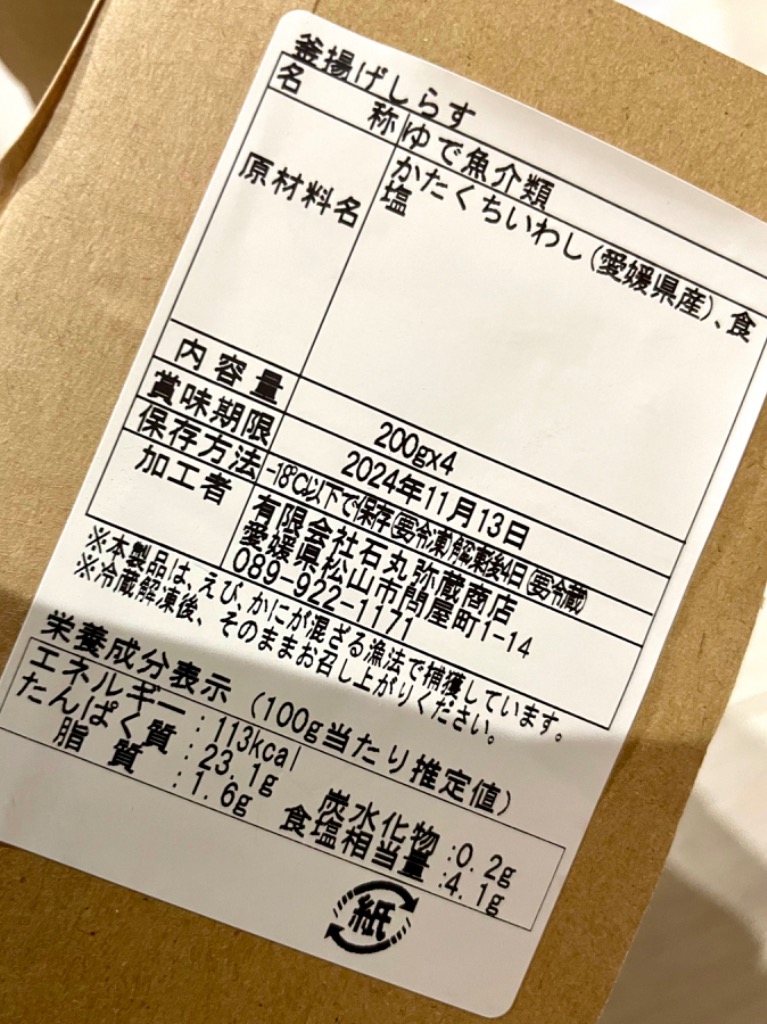 釜揚げしらす
名　　称 ゆで魚介類
原材料名 かたくちいわし(愛媛県産)、食
塩
内容量 200gx4
賞味期限 2024年11月13日
保存方法 -18℃以下で保存(要冷凍)解凍後4日(要冷蔵)
加工者 有限会社石丸弥蔵商店
愛媛県松山市問屋町1-14
089-922-1171
※本製品は、えび、かにが混ざる漁法で捕獲しています。
※冷蔵解凍後、そのままお召し上がりください。
栄養成分表示 (100g当たり推定値)
エネルギー :113kcal
たんぱく質 :23.1g 炭水化物 :0.2g
脂　質 :1.6g 食塩相当量 :4.1g
紙